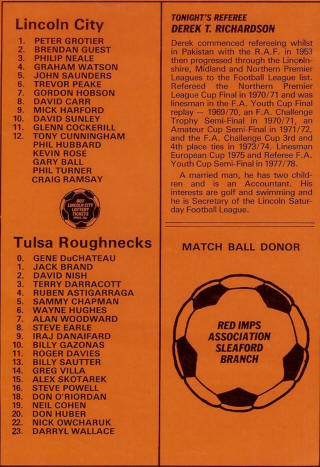 Lincoln City
1. PETER GROTIER
2. BRENDAN GUEST
3. PHILIP NEALE
4. GRAHAM WATSON
5. JOHN SAUNDERS
6. TREVOR PEAKE
7. GORDON HOBSON
8. DAVID CARR
9. MICK HARFORD
10. DAVID SUNLEY
11. GLENN COCKERILL
12. TONY CUNNINGHAM
PHIL HUBBARD
KEVIN ROSE
GARY BALL
PHIL TURNER
CRAIG RAMSAY
RED
LINCOLN CITY
LOTTERY
TICKETS
Tulsa Roughnecks
0. GENE DuCHATEAU
1. JACK BRAND
2. DAVID NISH
3. TERRY DARRACOTT
4. RUBEN ASTIGARRAGA
5. SAMMY CHAPMAN
6. WAYNE HUGHES
7. ALAN WOODWARD
8. STEVE EARLE
9. IRAJ DANAIFARD
10. BILLY GAZONAS
11. ROGER DAVIES
13. BILLY SAUTTER
14. GREG VILLA
15. ALEX SKOTAREK
16. STEVE POWELL
18. DON O'RIORDAN
19. NEIL COHEN
20. DON HUBER
22. NICK OWCHARUK
23. DARRYL WALLACE
TONIGHT'S REFEREE
DEREK T. RICHARDSON
Derek commenced refereeing whilst
in Pakistan with the R.A.F. in 1953
then progressed through the Lincoln-
shire, Midland and Northern Premier
Leagues to the Football League list.
Refereed the Northern Premier
League Cup Final in 1970/71 and was
linesman in the F.A. Youth Cup Final
replay — 1969/70, an F.A. Challenge
Trophy Semi-Final in 1970/71, an
Amateur Cup Semi-Final in 1971/72,
and the F.A. Challenge Cup 3rd and
4th place ties in 1973/74. Linesman
European Cup 1975 and Referee F.A.
Youth Cup Semi-Final in 1977/78.
A married man, he has two child-
ren and is an Accountant. His
interests are golf and swimming and
he is Secretary of the Lincoln Satur-
day Football League.
MATCH BALL DONOR
RED IMPS
ASSOCIATION
SLEAFORD
BRANCH